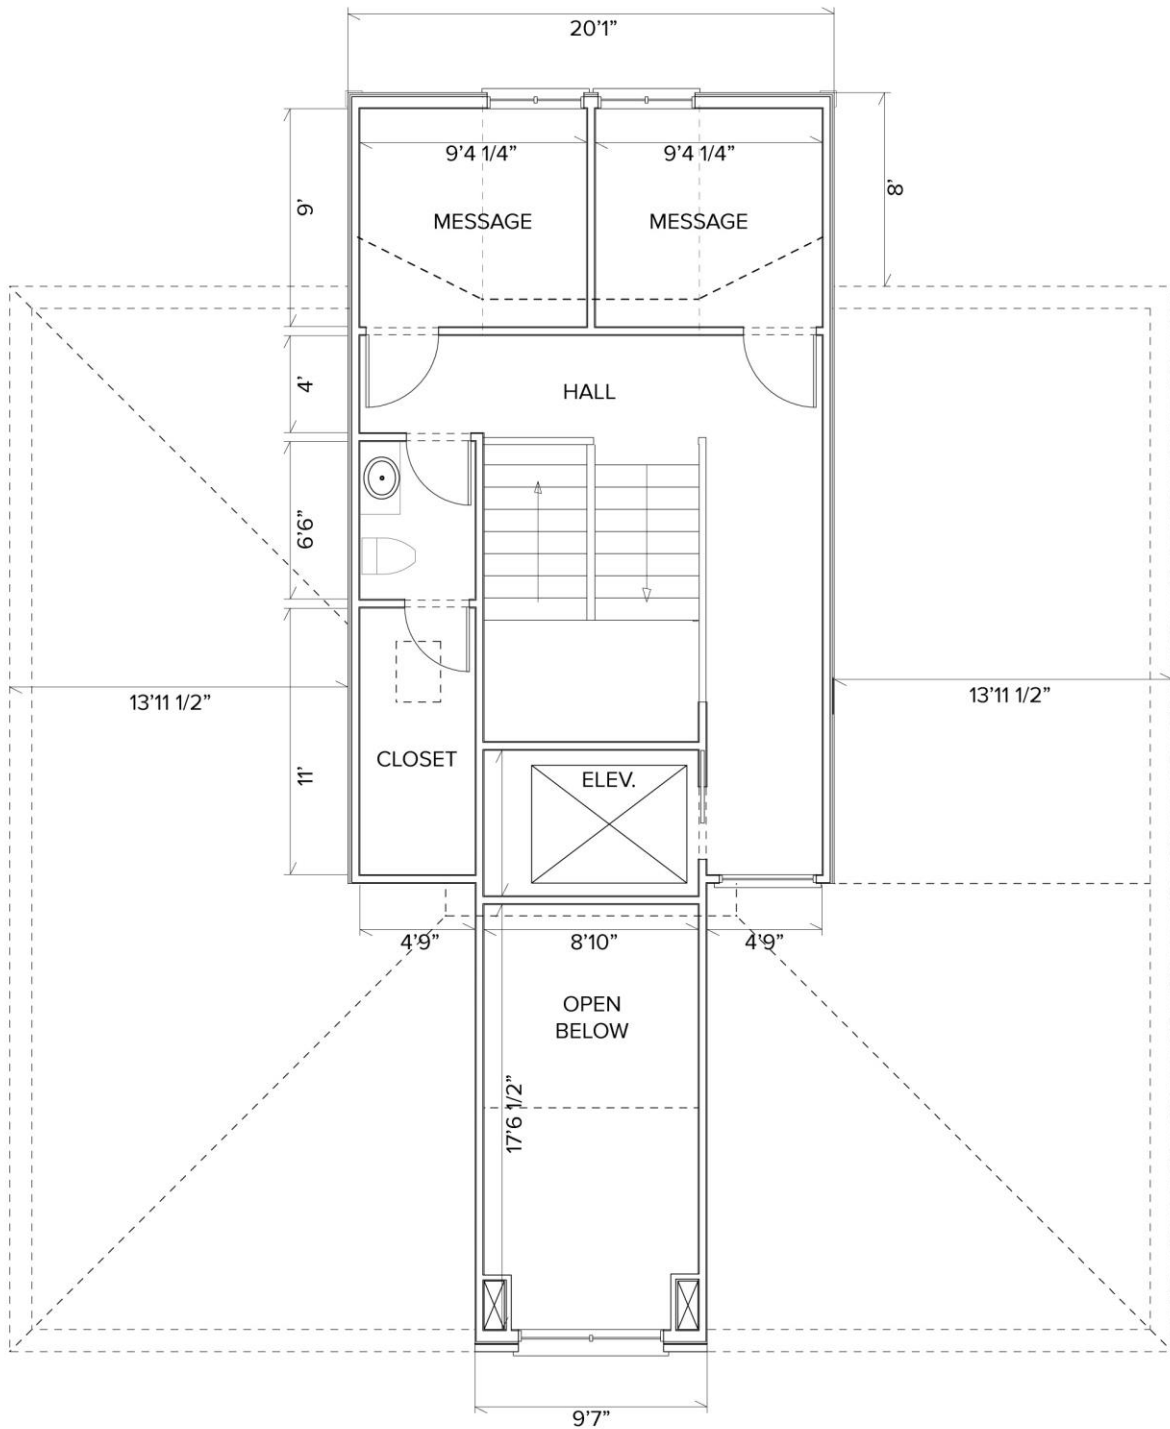 20'1”
9'4 1/4”
9'4 1/4”
8'
9'
MESSAGE
MESSAGE
4'
HALL
6'6”
13'11 1/2”
13'11 1/2”
11'
CLOSET
ELEV.
4'9”
8'10”
4'9”
OPEN
BELOW
17'6 1/2”
9'7”